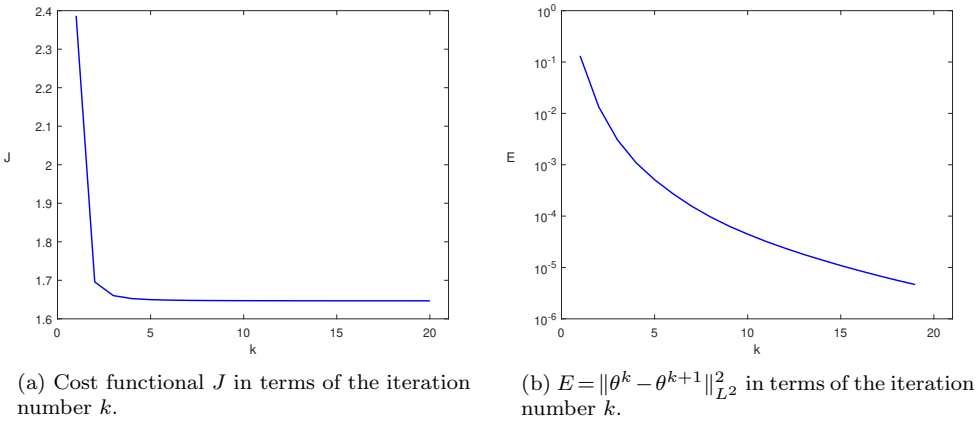 2.4
2.3
2.2
2.1
2
1.9
1.8
1.7
1.6
J
0 5 10 15 20
k
10^0
10^-1
10^-2
10^-3
10^-4
10^-5
10^-6
E
0 5 10 15 20
k
(a) Cost functional J in terms of the iteration
number k.
(b) E=‖θ^k−θ^{k+1}‖^2_{L^2} in terms of the iteration
number k.